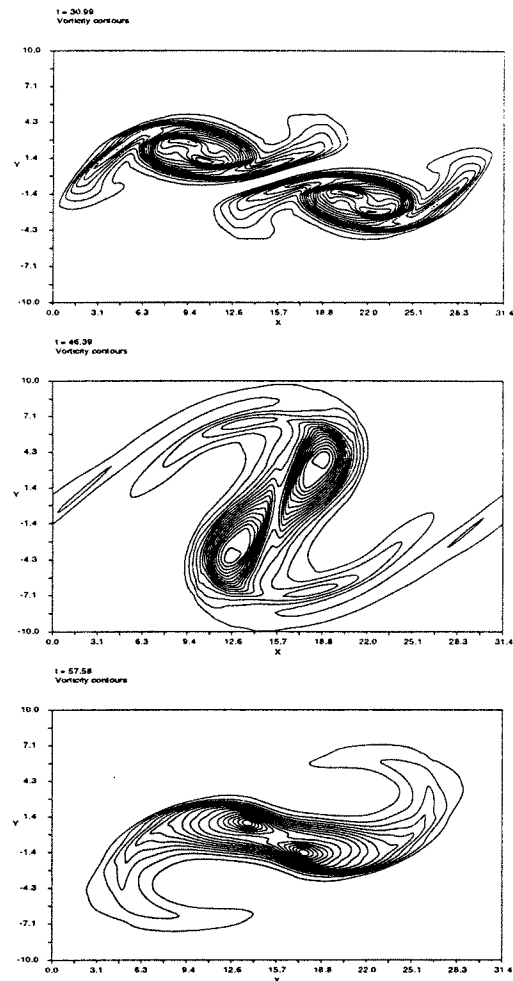 t = 30.99
Vorticity contours
10.0
7.1
4.3
Y 1.4
-1.4
-4.3
-7.1
-10.0
0.0 3.1 6.3 9.4 12.6 15.7 18.8 22.0 25.1 28.3 31.4
X
t = 46.39
Vorticity contours
10.0
7.1
4.3
Y 1.4
-1.4
-4.3
-7.1
-10.0
0.0 3.1 6.3 9.4 12.6 15.7 18.8 22.0 25.1 28.3 31.4
X
t = 57.58
Vorticity contours
10.0
7.1
4.3
Y 1.4
-1.4
-4.3
-7.1
-10.0
0.0 3.1 6.3 9.4 12.6 15.7 18.8 22.0 25.1 28.3 31.4
X